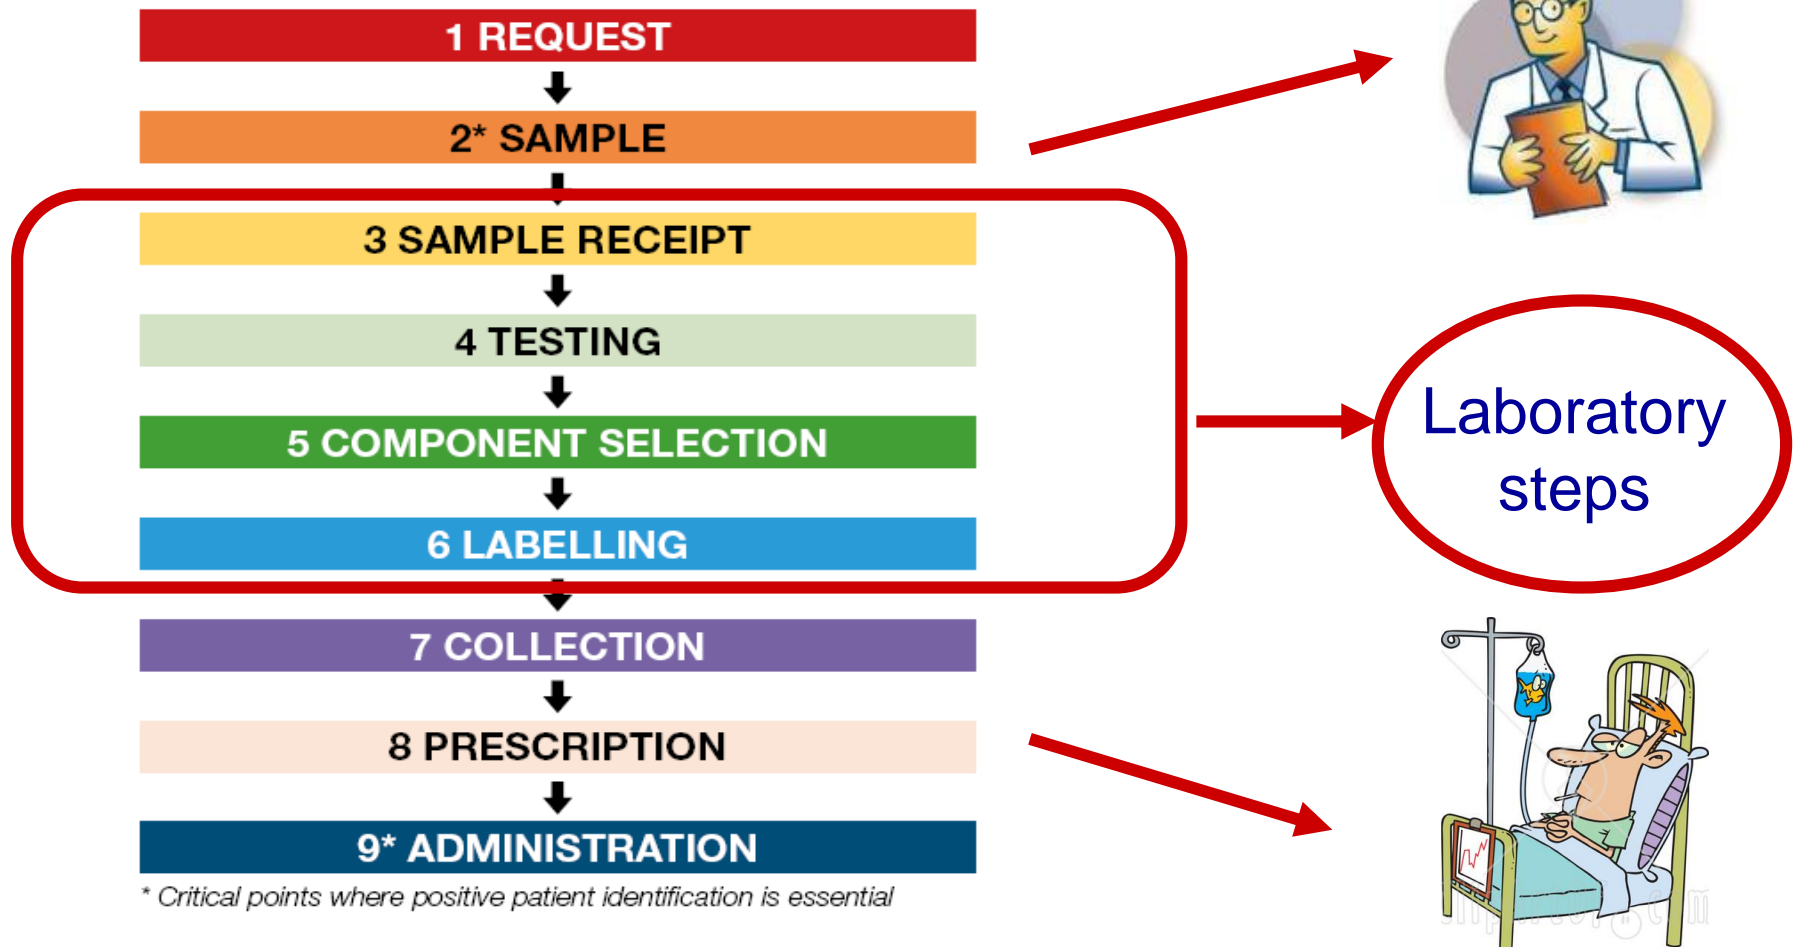 1 REQUEST
2* SAMPLE
3 SAMPLE RECEIPT
4 TESTING
5 COMPONENT SELECTION
6 LABELLING
7 COLLECTION
8 PRESCRIPTION
9* ADMINISTRATION
* Critical points where positive patient identification is essential
Laboratory
steps